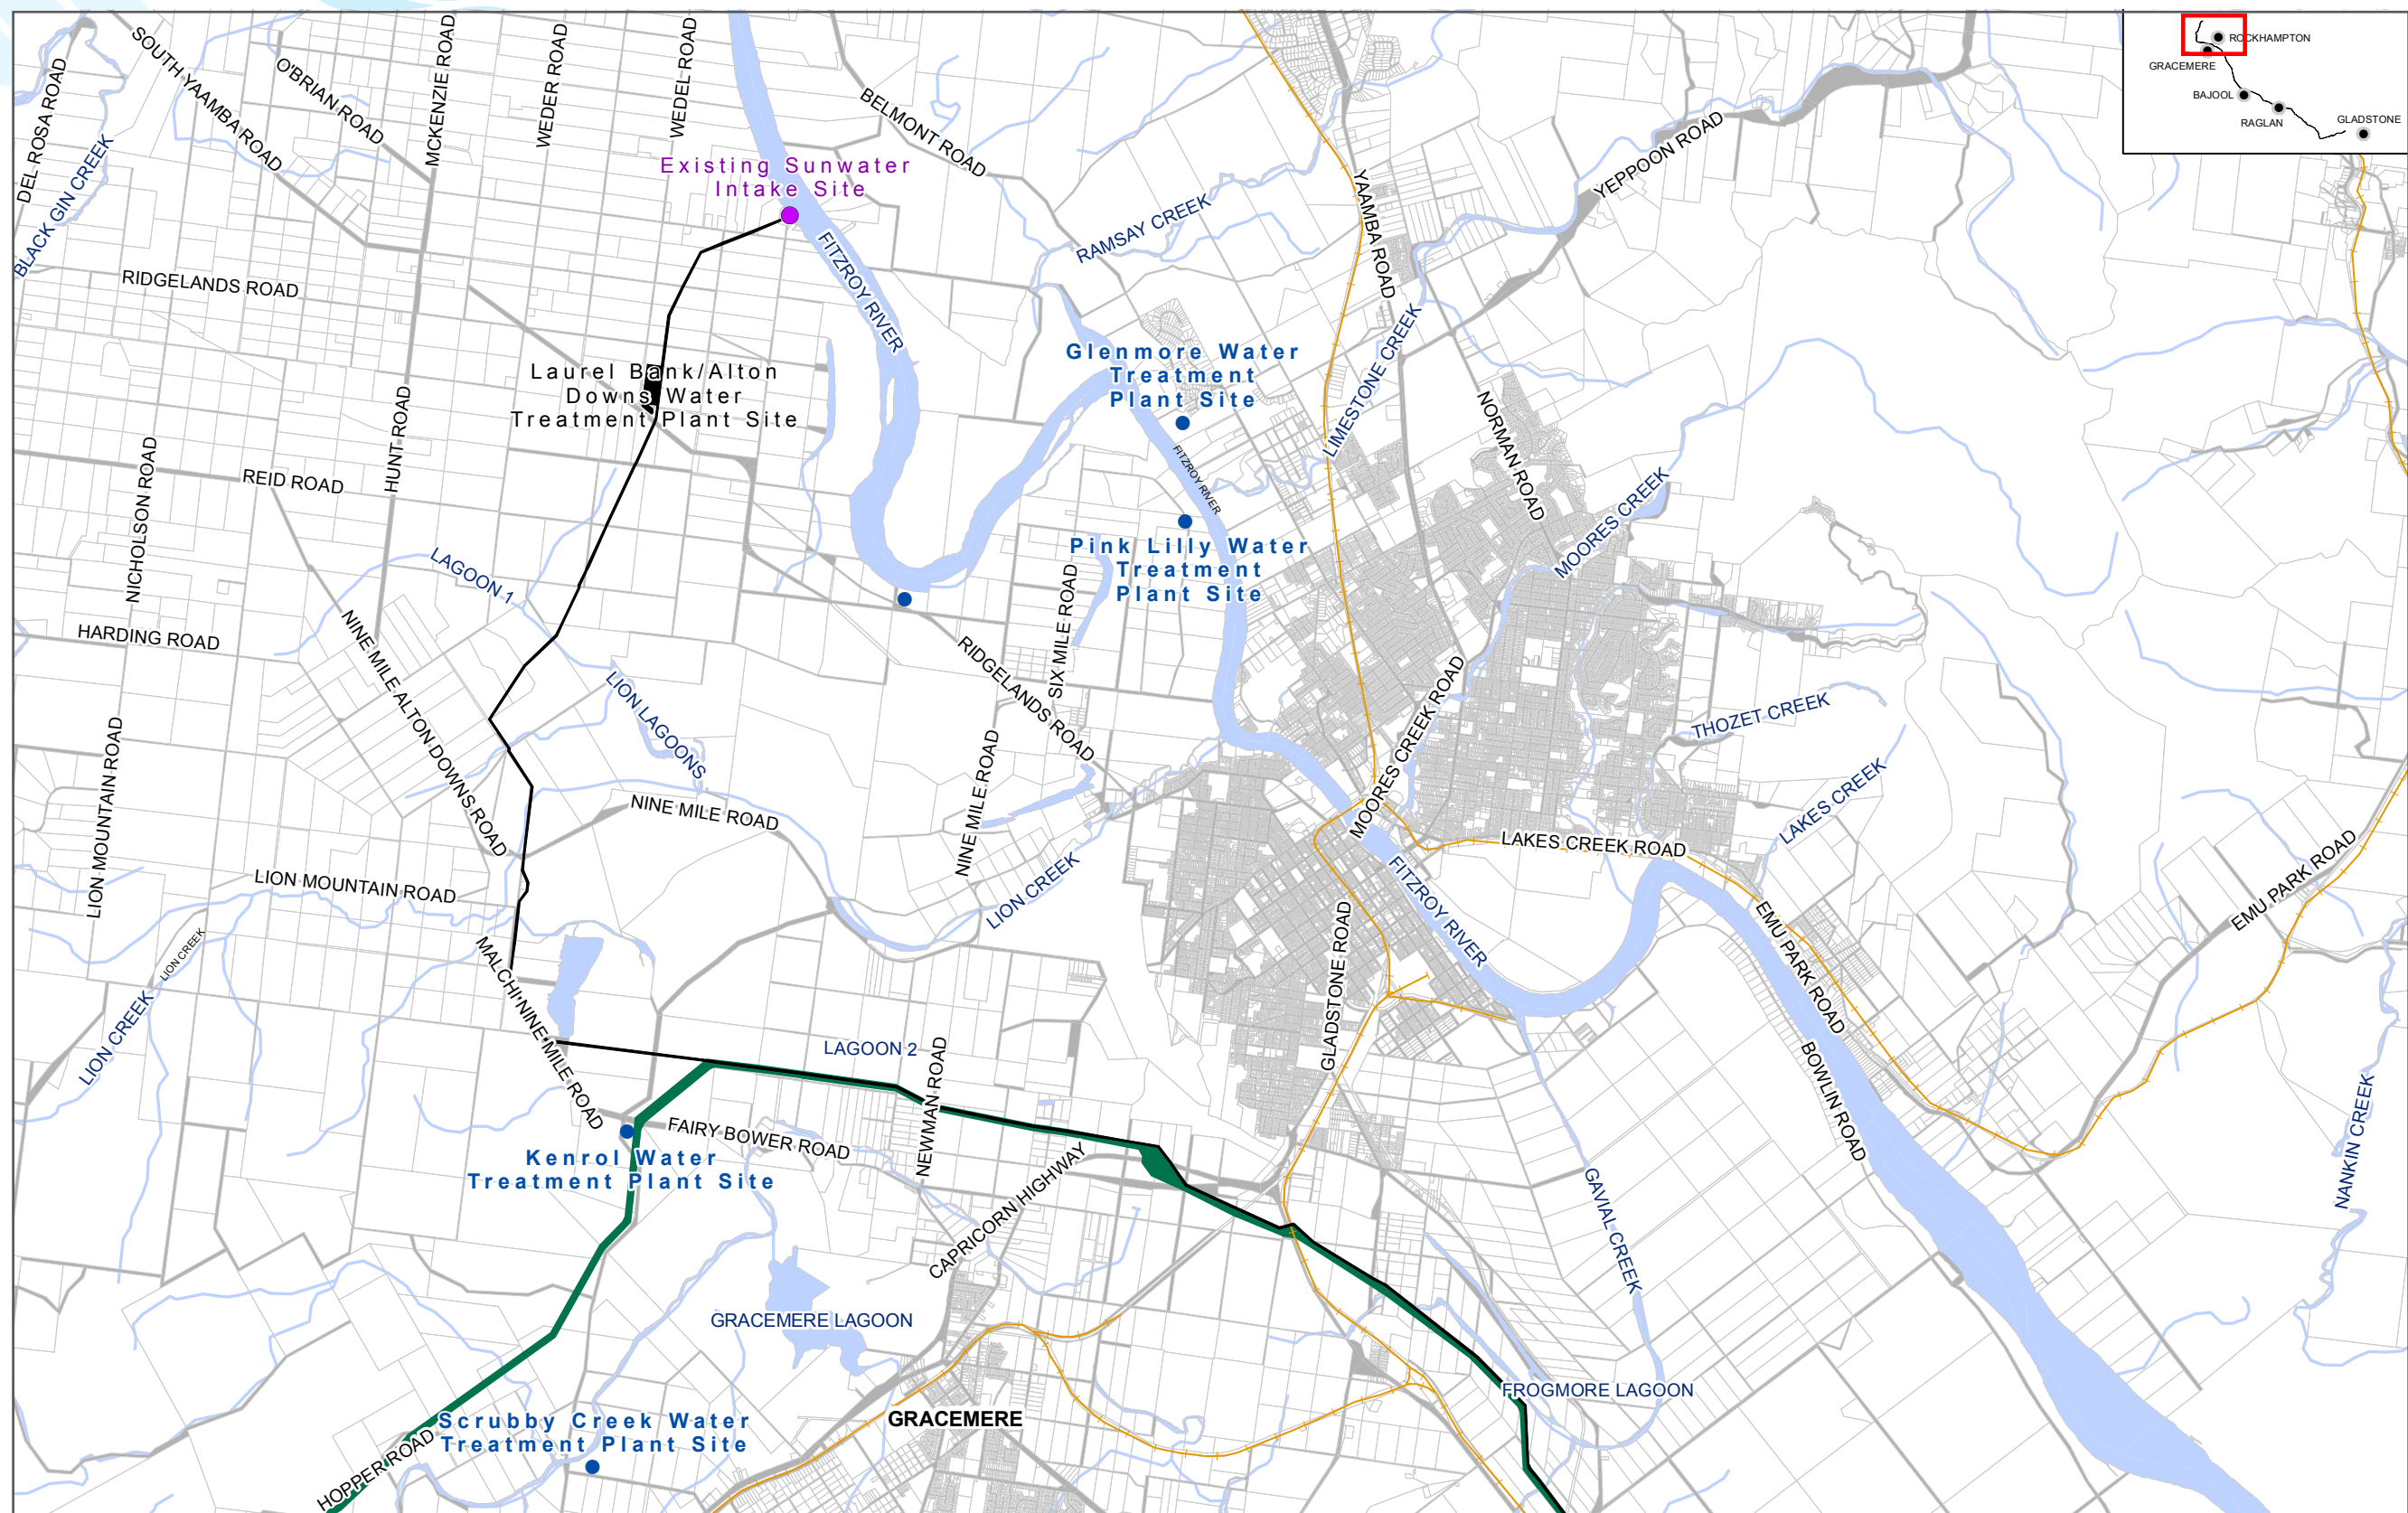 SOUTH YAAMBA ROAD
O'BRIAN ROAD
MCKENZIE ROAD
WEDER ROAD
WEDEL ROAD
DEL ROSA ROAD
BLACK GIN CREEK
BELMONT ROAD
Existing Sunwater
Intake Site
FITZROY RIVER
RAMSAY CREEK
YAAMBA ROAD
YEPPOON ROAD
ROCKHAMPTON
GRACEMERE
BAJOOL
RAGLAN
GLADSTONE
RIDGELANDS ROAD
Laurel Bank/Alton
Downs Water
Treatment Plant Site
Glenmore Water
Treatment
Plant Site
LIMESTONE CREEK
NORMAN ROAD
HUNT ROAD
NICHOLSON ROAD
REID ROAD
FITZROY RIVER
MOORES CREEK
Pink Lilly Water
Treatment
Plant Site
LAGOON 1
SIX MILE ROAD
HARDING ROAD
NINE MILE ALTON DOWNS ROAD
LION LAGOONS
RIDGELANDS ROAD
MOORES CREEK ROAD
THOZET CREEK
LION MOUNTAIN ROAD
NINE MILE ROAD
NINE MILE ROAD
LAKES CREEK ROAD
LAKES CREEK
LION MOUNTAIN ROAD
LION CREEK
FITZROY RIVER
EMU PARK ROAD
EMU PARK ROAD
GLADSTONE ROAD
LION CREEK
LION CREEK
MALCHI-NINE MILE ROAD
LAGOON 2
NEWMAN ROAD
BOWLIN ROAD
NANKIN CREEK
FAIRY BOWER ROAD
Kenrol Water
Treatment Plant Site
CAPRICORN HIGHWAY
GAVIAL CREEK
GRACEMERE LAGOON
FROGMORE LAGOON
GRACEMERE
Scrubby Creek Water
Treatment Plant Site
HOPPER ROAD